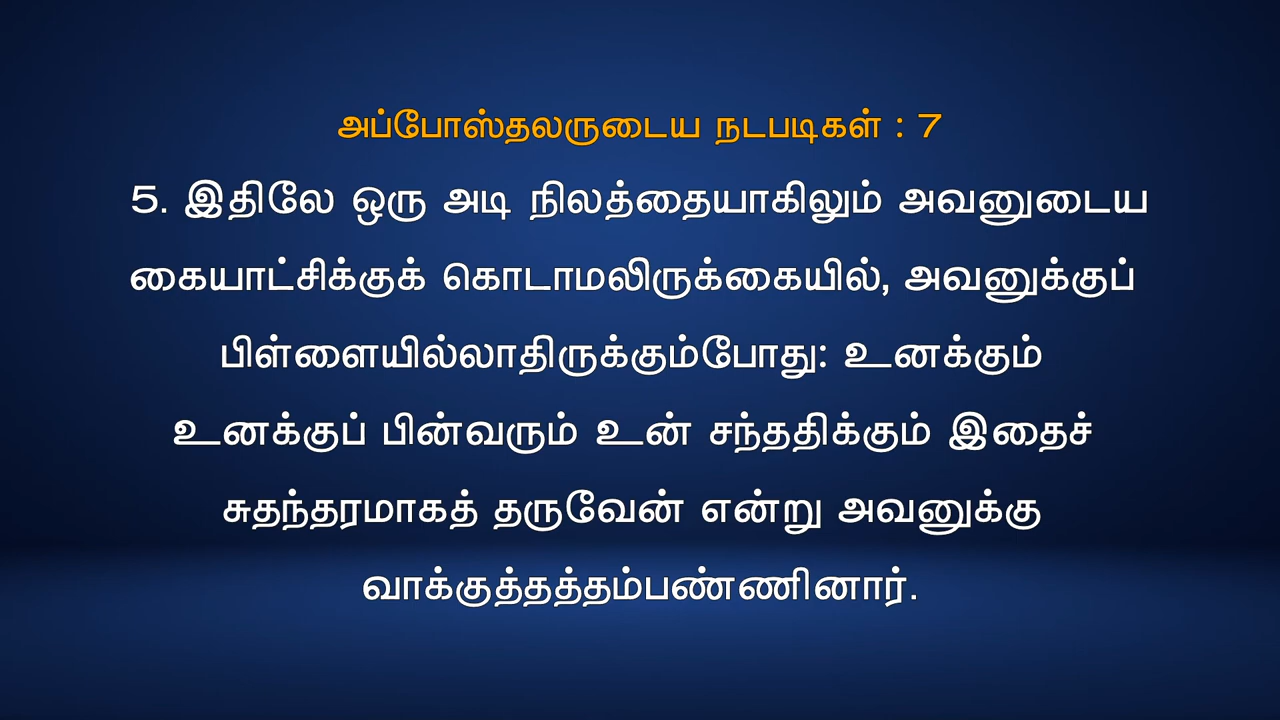 அப்போஸ்தலருடைய நடபடிகள் : 7
5. இதிலே ஒரு அடி நிலத்தையாகிலும் அவனுடைய
கையாட்சிக்குக் கொடாமலிருக்கையில், அவனுக்குப்
பிள்ளையில்லாதிருக்கும்போது: உனக்கும்
உனக்குப் பின்வரும் உன் சந்ததிக்கும் இதைச்
சுதந்தரமாகத் தருவேன் என்று அவனுக்கு
வாக்குத்தத்தம்பண்ணினார்.